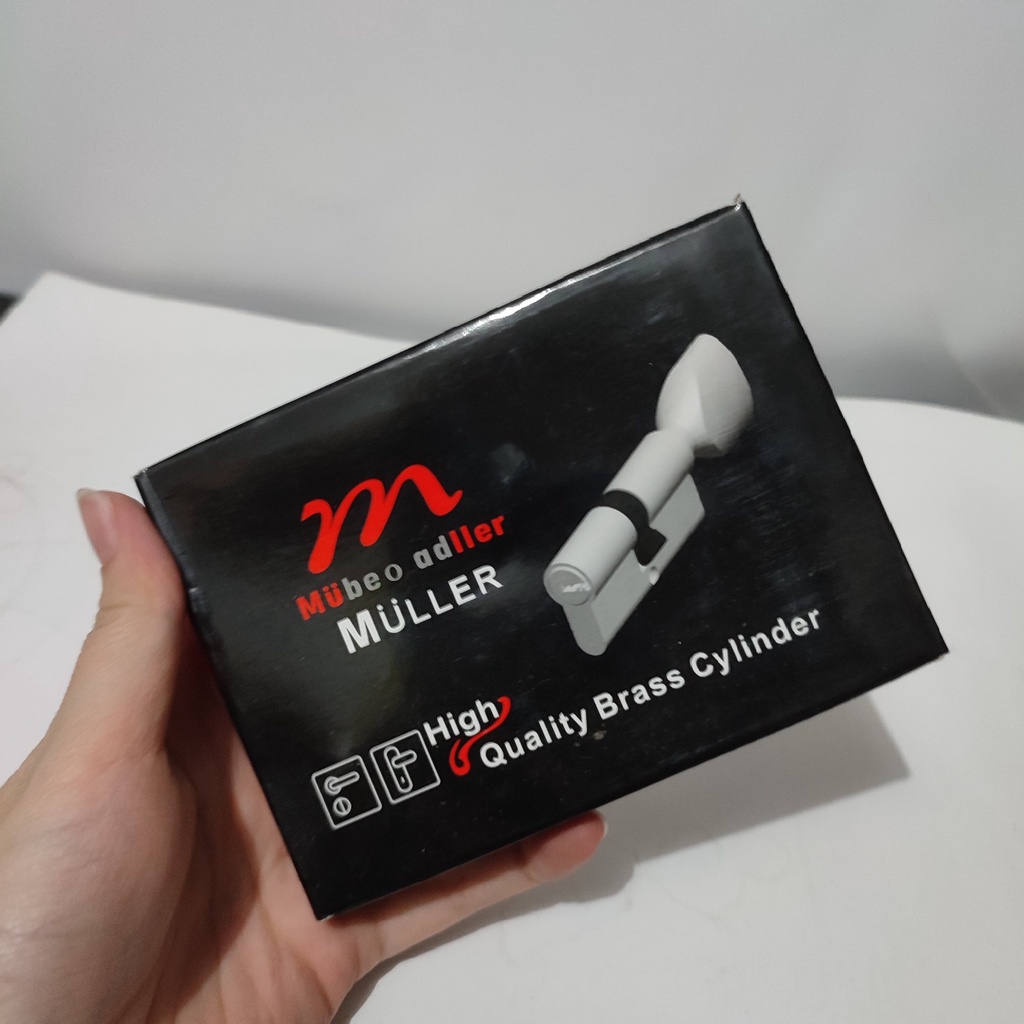 m
Mübeo adller
MÜLLER
High
Quality Brass Cylinder